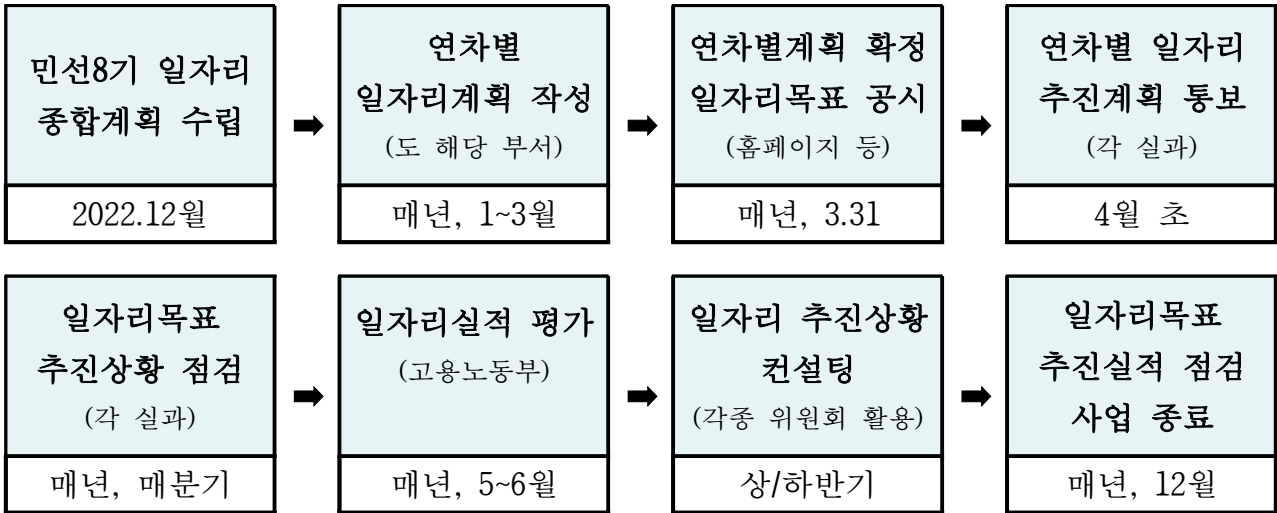 민선8기 일자리
종합계획 수립
2022.12월
➡
연차별
일자리계획 작성
(도 해당 부서)
매년, 1~3월
➡
연차별계획 확정
일자리목표 공시
(홈페이지 등)
매년, 3.31
➡
연차별 일자리
추진계획 통보
(각 실과)
4월 초
일자리목표
추진상황 점검
(각 실과)
매년, 매분기
➡
일자리실적 평가
(고용노동부)
매년, 5~6월
➡
일자리 추진상황
컨설팅
(각종 위원회 활용)
상/하반기
➡
일자리목표
추진실적 점검
사업 종료
매년, 12월